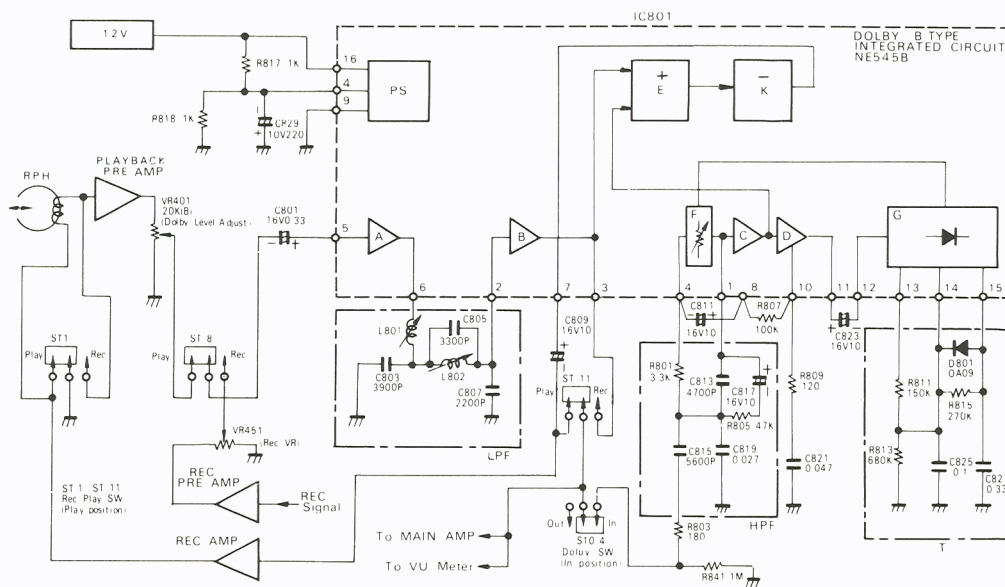 IC801
DOLBY B TYPE
INTEGRATED CIRCUIT
NE545B
12V
R817 1K
16
4
9
PS
R818 1K
10V220
+
E
−
K
RPH
PLAYBACK
PRE AMP
VR401
20K(B)
(Dolby Level Adjust)
C801
16V0.33
5
A
B
F
C
D
G
6
2
7
3
4
1
8
10
11
12
13
14
15
L801
C805
3300P
L802
C803
3900P
C807
2200P
LPF
C809
16V10
C811
16V10
R807
100K
C823
16V10
R801
3.3K
C813
4700P
C817
16V10
R805 47K
C815
5600P
C819
0.027
HPF
R809
120
C821
0.047
R803
180
R841 1M
D801
OA09
R811
150K
R815
270K
R813
680K
C825
0.1
0.33
T
ST1
Play
Rec
ST 8
Play
Rec
ST 11
Play
Rec
VR451
(Rec VR)
REC
PRE AMP
REC
Signal
ST 1 ST 11
Rec Play SW
(Play position)
REC AMP
Out
In
S10 4
Dolby SW
(In position)
To MAIN AMP
To VU Meter